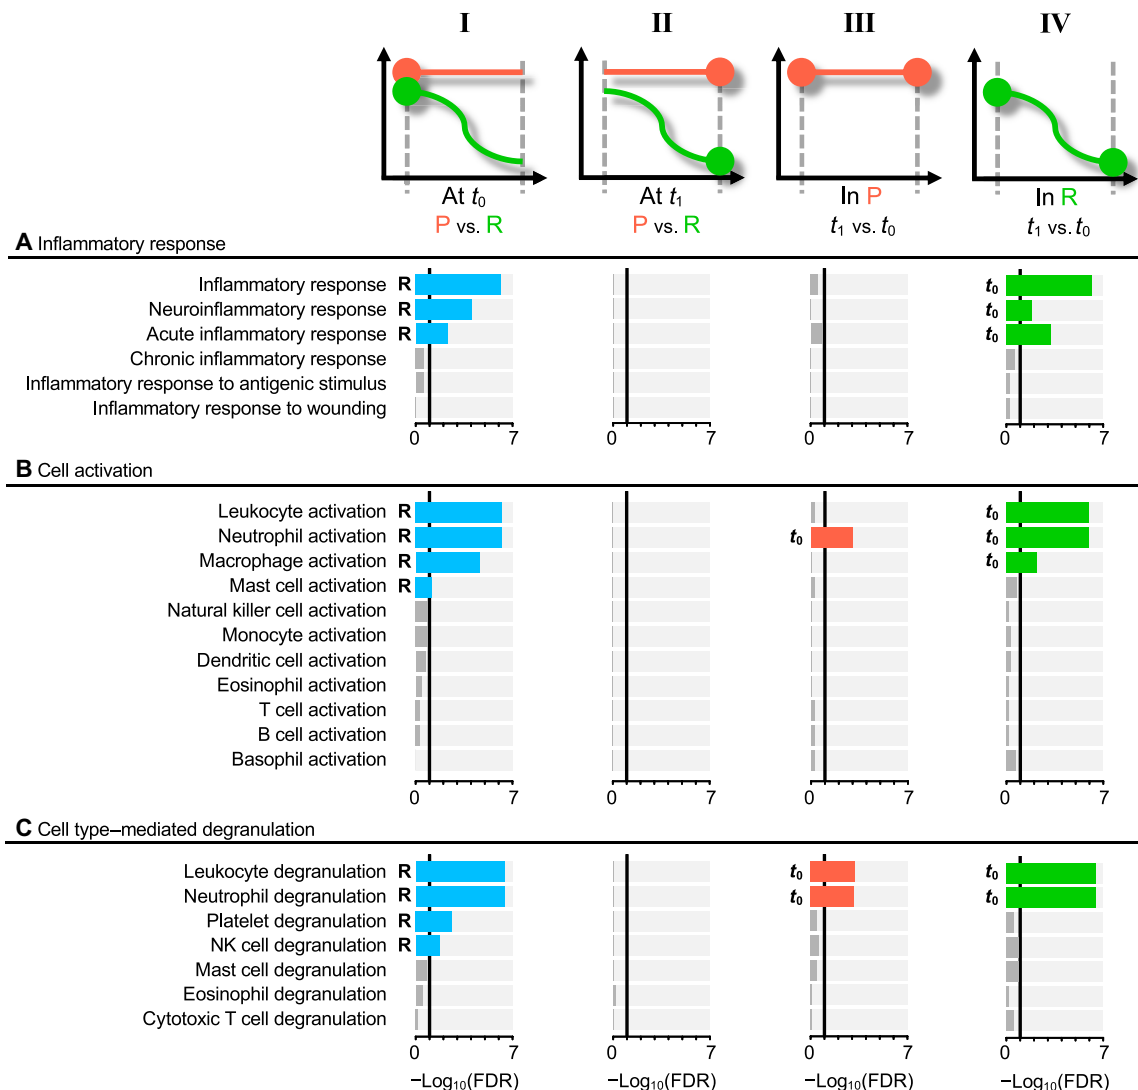 I II III IV
At t0 At t1 In P In R
P vs. R P vs. R t1 vs. t0 t1 vs. t0
A Inflammatory response
Inflammatory response R t0
Neuroinflammatory response R t0
Acute inflammatory response R t0
Chronic inflammatory response
Inflammatory response to antigenic stimulus
Inflammatory response to wounding
0 7 0 7 0 7 0 7
B Cell activation
Leukocyte activation R t0
Neutrophil activation R t0 t0
Macrophage activation R t0
Mast cell activation R
Natural killer cell activation
Monocyte activation
Dendritic cell activation
Eosinophil activation
T cell activation
B cell activation
Basophil activation
0 7 0 7 0 7 0 7
C Cell type–mediated degranulation
Leukocyte degranulation R t0 t0
Neutrophil degranulation R t0 t0
Platelet degranulation R
NK cell degranulation R
Mast cell degranulation
Eosinophil degranulation
Cytotoxic T cell degranulation
0 7 0 7 0 7 0 7
–Log10(FDR) –Log10(FDR) –Log10(FDR) –Log10(FDR)